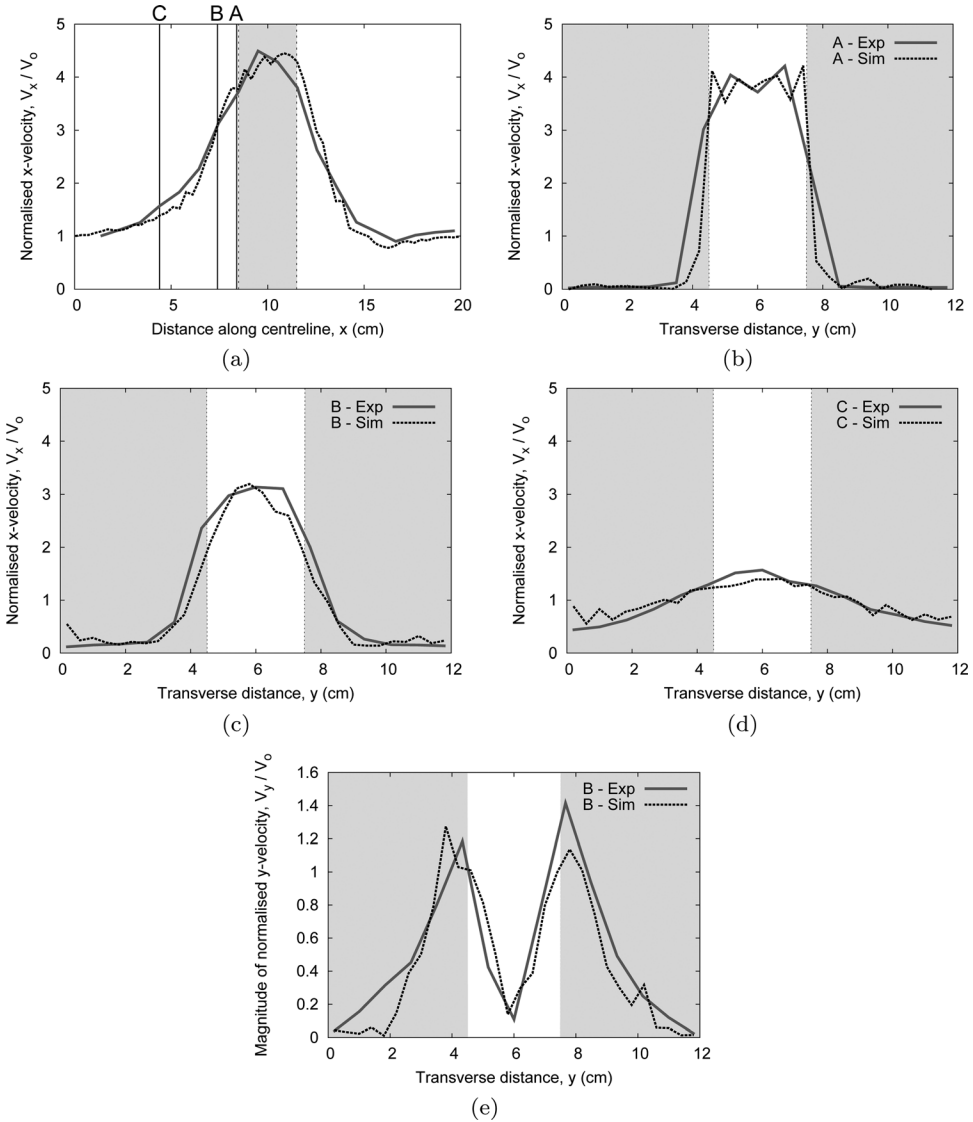 C B A
Normalised x-velocity, Vx / Vo
5
4
3
2
1
0
0 5 10 15 20
Distance along centreline, x (cm)
(a)
Normalised x-velocity, Vx / Vo
5
4
3
2
1
0
A - Exp
A - Sim
0 2 4 6 8 10 12
Transverse distance, y (cm)
(b)
Normalised x-velocity, Vx / Vo
5
4
3
2
1
0
B - Exp
B - Sim
0 2 4 6 8 10 12
Transverse distance, y (cm)
(c)
Normalised x-velocity, Vx / Vo
5
4
3
2
1
0
C - Exp
C - Sim
0 2 4 6 8 10 12
Transverse distance, y (cm)
(d)
Magnitude of normalised y-velocity, Vy / Vo
1.6
1.4
1.2
1
0.8
0.6
0.4
0.2
0
B - Exp
B - Sim
0 2 4 6 8 10 12
Transverse distance, y (cm)
(e)